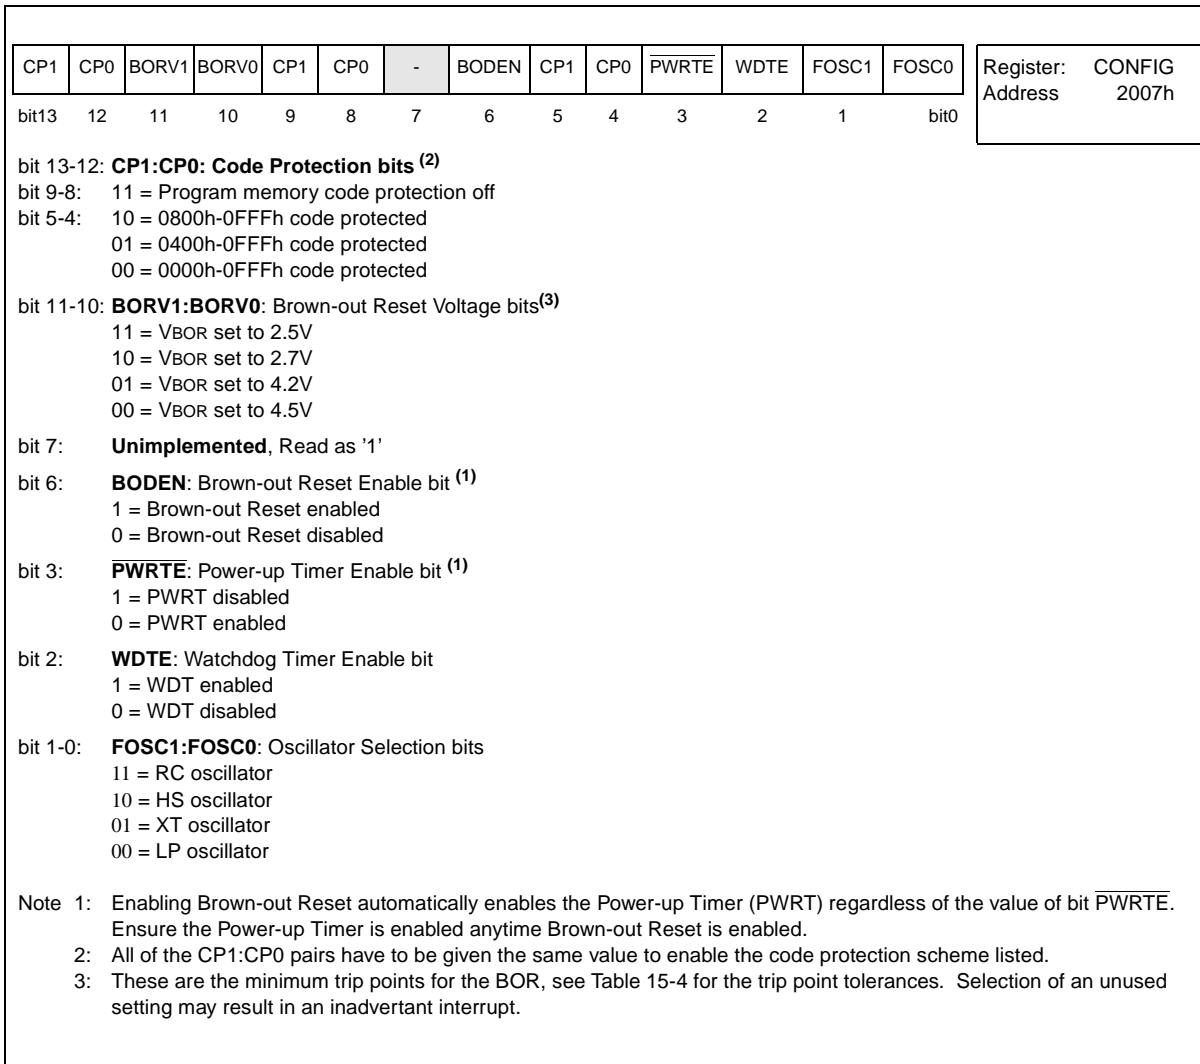 CP1 CP0 BORV1 BORV0 CP1 CP0 - BODEN CP1 CP0 PWRTE WDTE FOSC1 FOSC0 Register: CONFIG
Address 2007h
bit13 12 11 10 9 8 7 6 5 4 3 2 1 bit0
bit 13-12: CP1:CP0: Code Protection bits (2)
bit 9-8: 11 = Program memory code protection off
bit 5-4: 10 = 0800h-0FFFh code protected
01 = 0400h-0FFFh code protected
00 = 0000h-0FFFh code protected
bit 11-10: BORV1:BORV0: Brown-out Reset Voltage bits(3)
11 = VBOR set to 2.5V
10 = VBOR set to 2.7V
01 = VBOR set to 4.2V
00 = VBOR set to 4.5V
bit 7: Unimplemented, Read as '1'
bit 6: BODEN: Brown-out Reset Enable bit (1)
1 = Brown-out Reset enabled
0 = Brown-out Reset disabled
bit 3: PWRTE: Power-up Timer Enable bit (1)
1 = PWRT disabled
0 = PWRT enabled
bit 2: WDTE: Watchdog Timer Enable bit
1 = WDT enabled
0 = WDT disabled
bit 1-0: FOSC1:FOSC0: Oscillator Selection bits
11 = RC oscillator
10 = HS oscillator
01 = XT oscillator
00 = LP oscillator
Note 1: Enabling Brown-out Reset automatically enables the Power-up Timer (PWRT) regardless of the value of bit PWRTE.
Ensure the Power-up Timer is enabled anytime Brown-out Reset is enabled.
2: All of the CP1:CP0 pairs have to be given the same value to enable the code protection scheme listed.
3: These are the minimum trip points for the BOR, see Table 15-4 for the trip point tolerances. Selection of an unused
setting may result in an inadvertant interrupt.